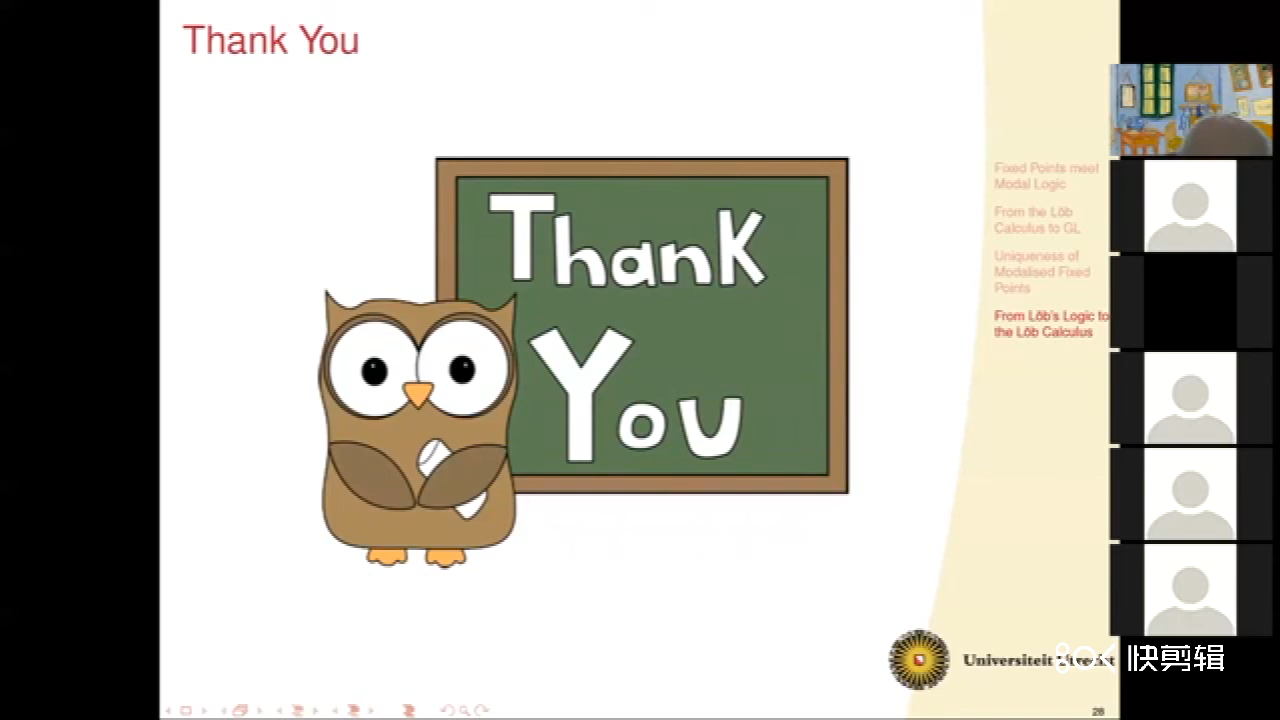 Thank You
Thank
You
Fixed Points meet
Modal Logic
From the Löb
Calculus to GL
Uniqueness of
Modalised Fixed
Points
From Löb's Logic to
the Löb Calculus
Universiteit Utrecht
快剪辑
28